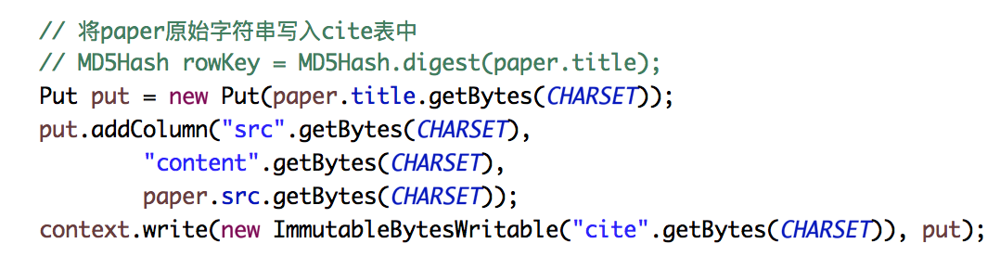 // 将paper原始字符串写入cite表中
// MD5Hash rowKey = MD5Hash.digest(paper.title);
Put put = new Put(paper.title.getBytes(CHARSET));
put.addColumn("src".getBytes(CHARSET),
"content".getBytes(CHARSET),
paper.src.getBytes(CHARSET));
context.write(new ImmutableBytesWritable("cite".getBytes(CHARSET)), put);